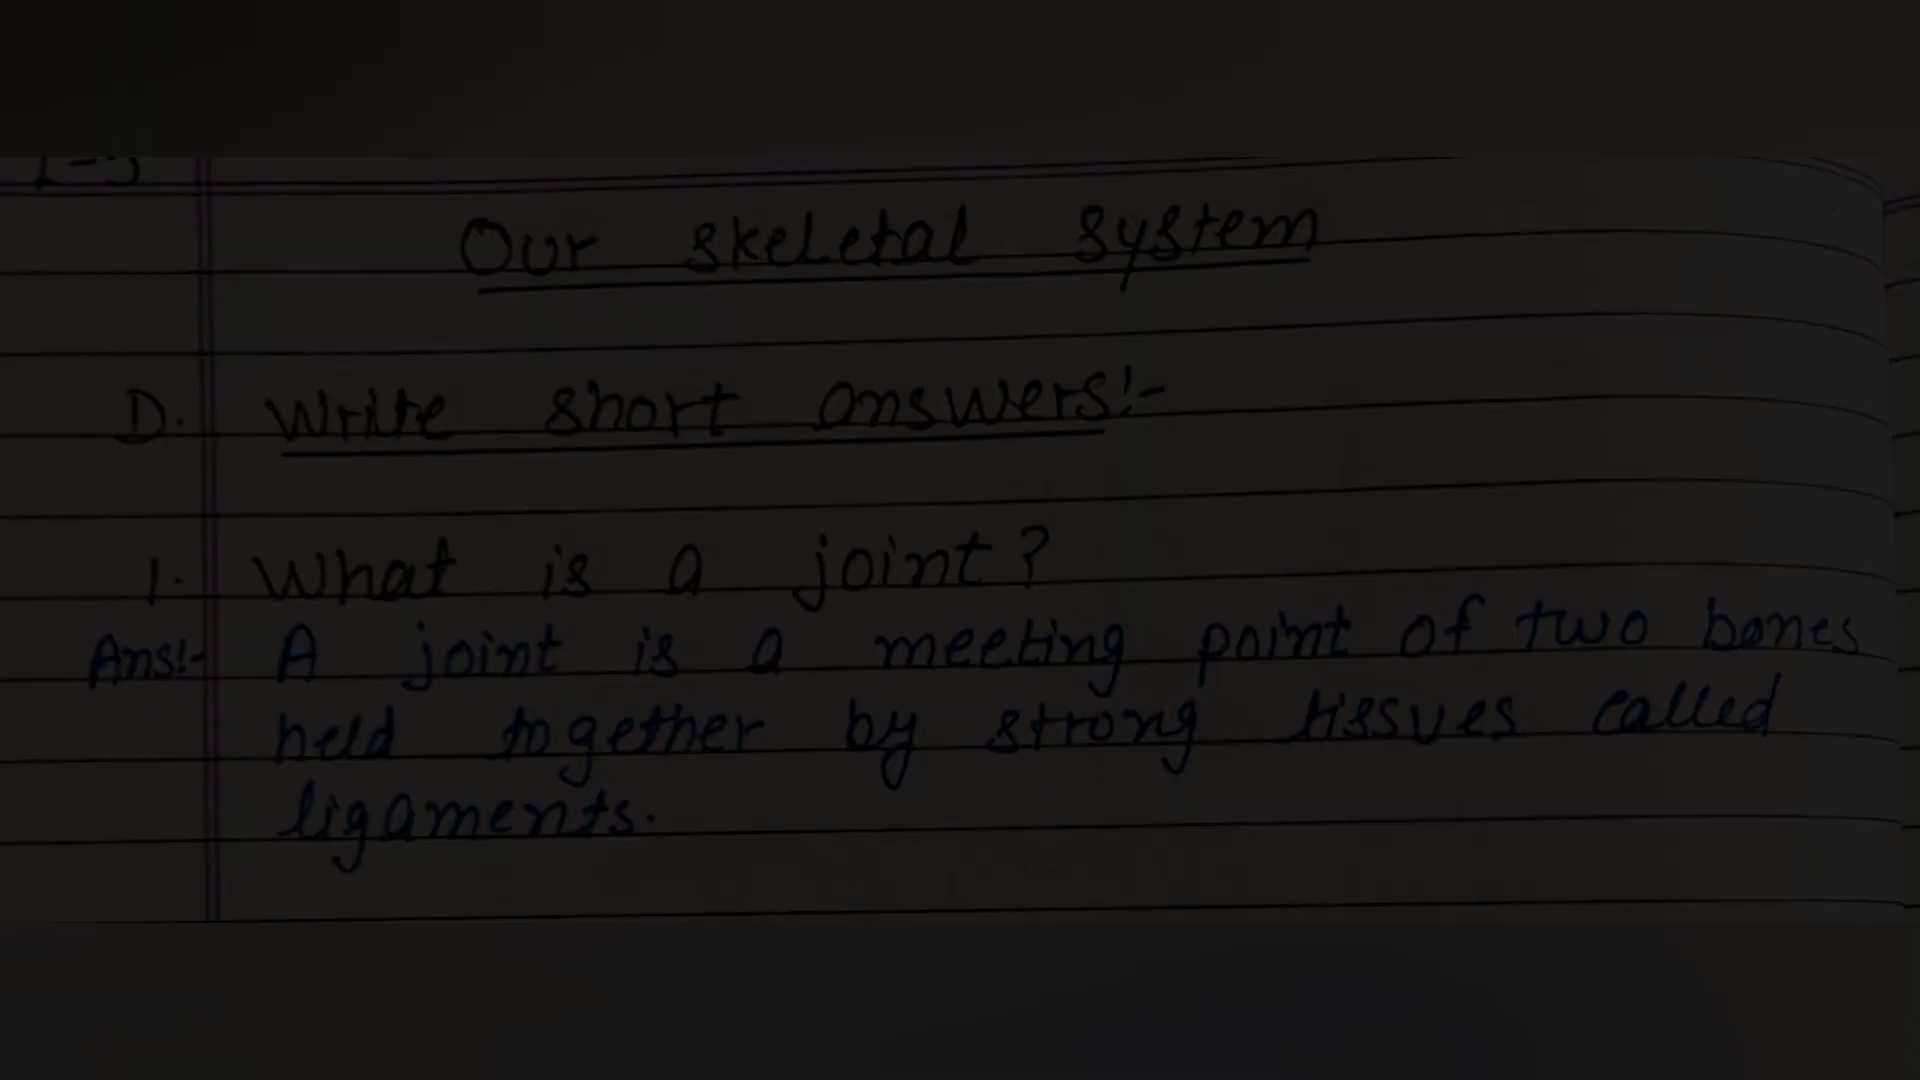 L-3
Our skeletal system
D. Write short answers:-
1. What is a joint?
Ans:- A joint is a meeting point of two bones
held together by strong tissues called
ligaments.